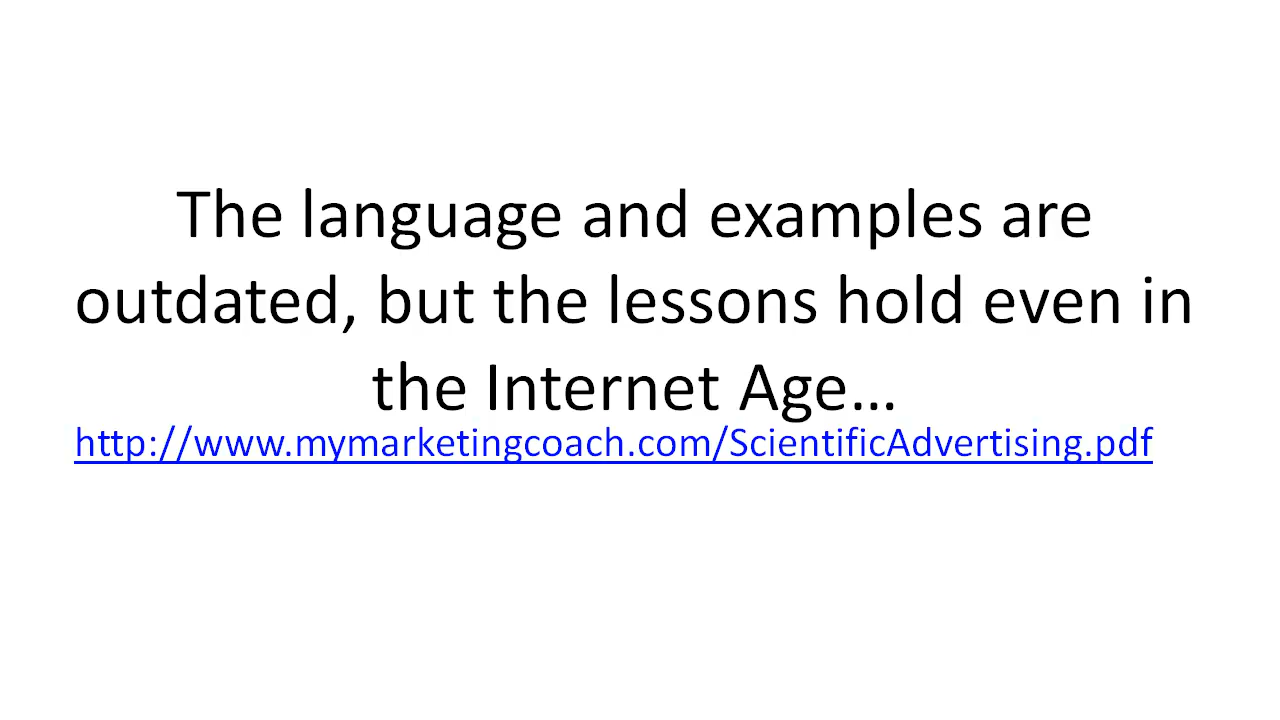 The language and examples are
outdated, but the lessons hold even in
the Internet Age…
http://www.mymarketingcoach.com/ScientificAdvertising.pdf